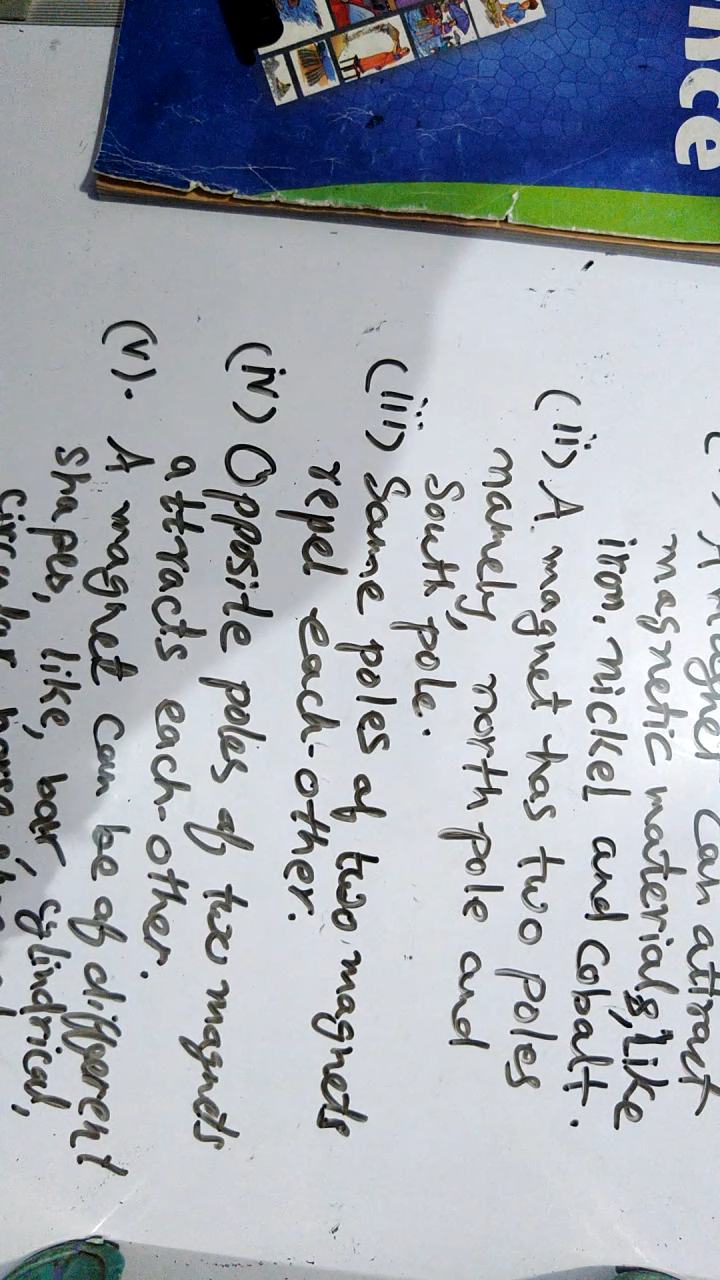 nce
A magnet can attract
magnetic materials, like
iron, nickel and Cobalt.
(ii) A magnet has two poles
namely, north pole and
South pole.
(iii) Same poles of two magnets
repel each-other.
(iv) Opposite poles of two magnets
attracts each-other.
(v). A magnet can be of different
shapes, like, bar, cylindrical,